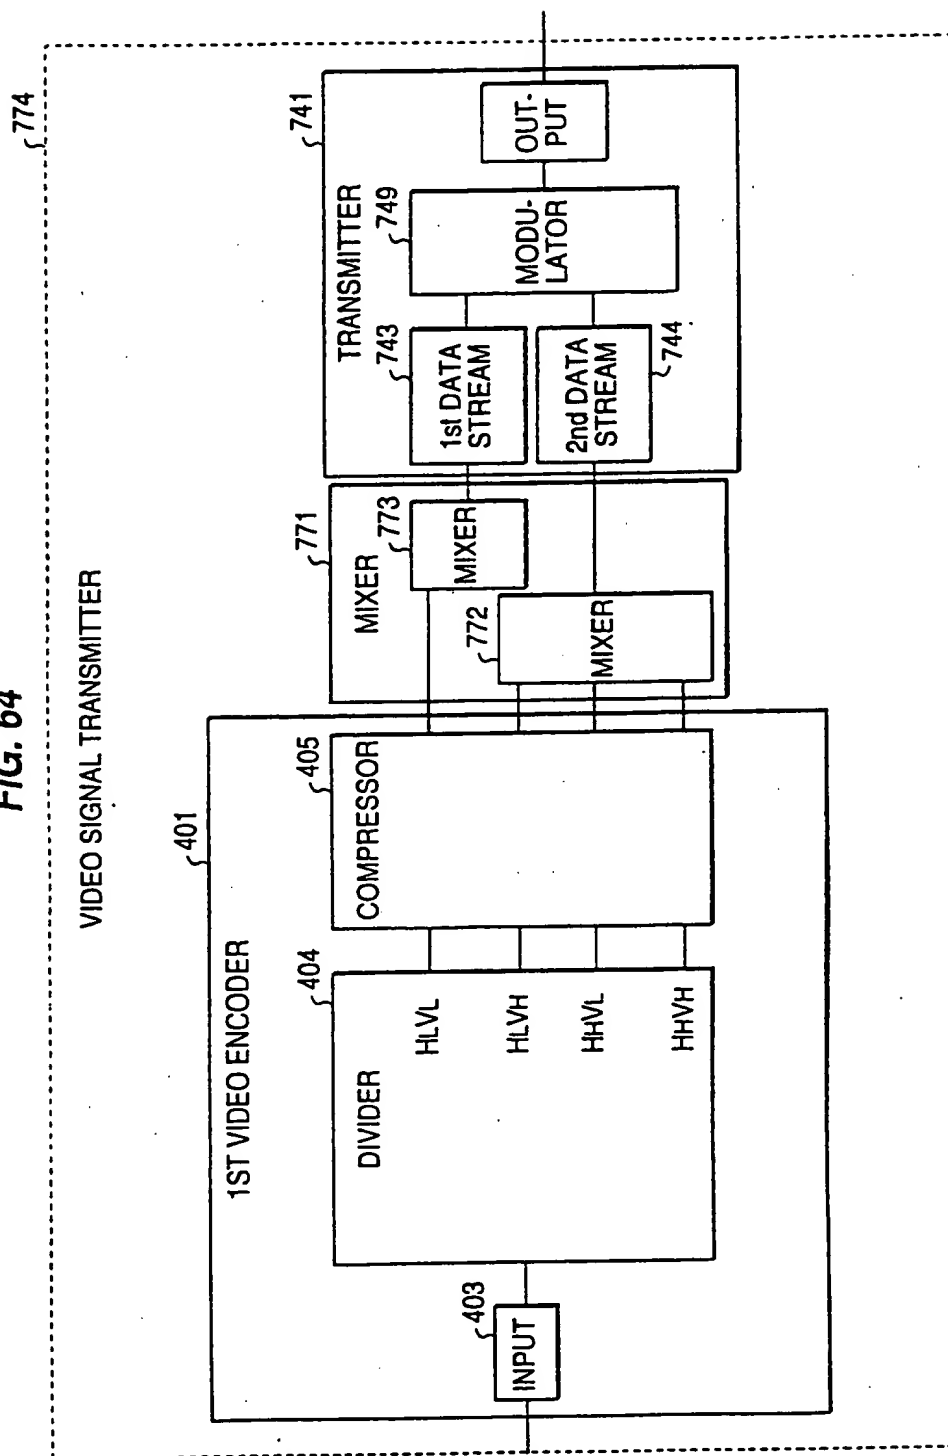 FIG. 64
774
VIDEO SIGNAL TRANSMITTER
401
1ST VIDEO ENCODER
403
INPUT
404
DIVIDER
HLVL
HLVH
HHVL
HHVH
405
COMPRESSOR
771
MIXER
772
MIXER
773
MIXER
741
TRANSMITTER
743
1st DATA
STREAM
2nd DATA
STREAM
744
749
MODU-
LATOR
OUT-
PUT